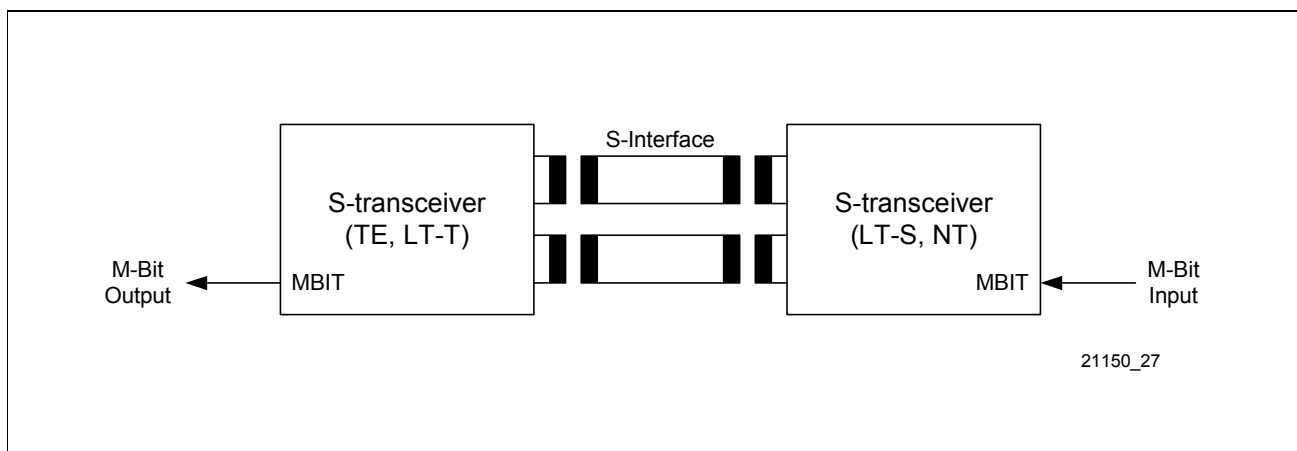 S-Interface
S-transceiver
(TE, LT-T)
S-transceiver
(LT-S, NT)
M-Bit
Output
MBIT
MBIT
M-Bit
Input
21150_27